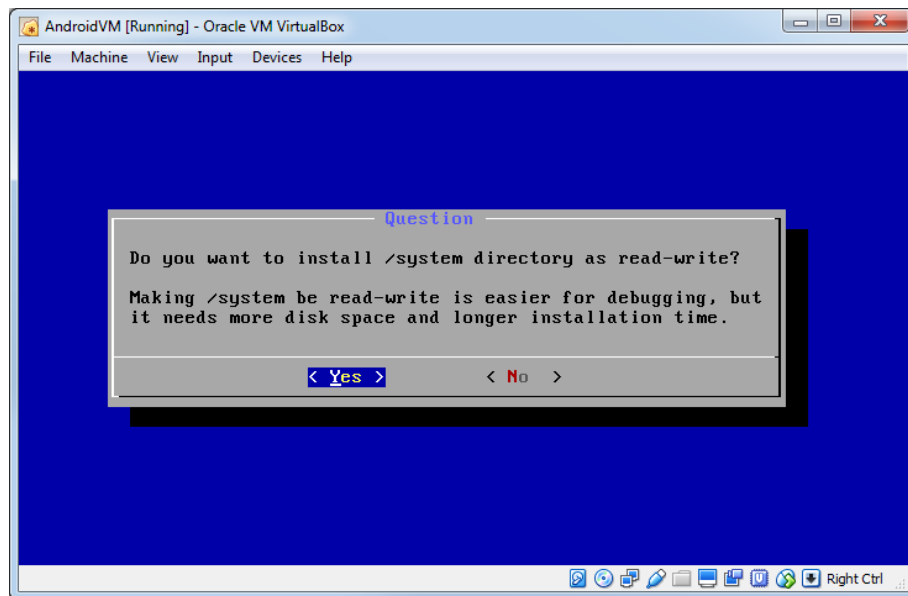 AndroidVM [Running] - Oracle VM VirtualBox
File Machine View Input Devices Help
Question
Do you want to install /system directory as read-write?
Making /system be read-write is easier for debugging, but
it needs more disk space and longer installation time.
< Yes > < No >
Right Ctrl